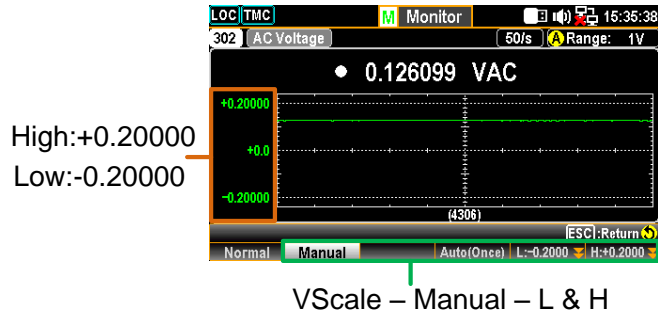 LOC TMC M Monitor 15:35:38
302 AC Voltage 50/s A Range: 1V
0.126099 VAC
+0.20000
High:+0.20000
+0.0
Low:-0.20000
-0.20000
(4306)
ESC :Return
Normal Manual Auto(Once) L:-0.2000 H:+0.2000
VScale – Manual – L & H